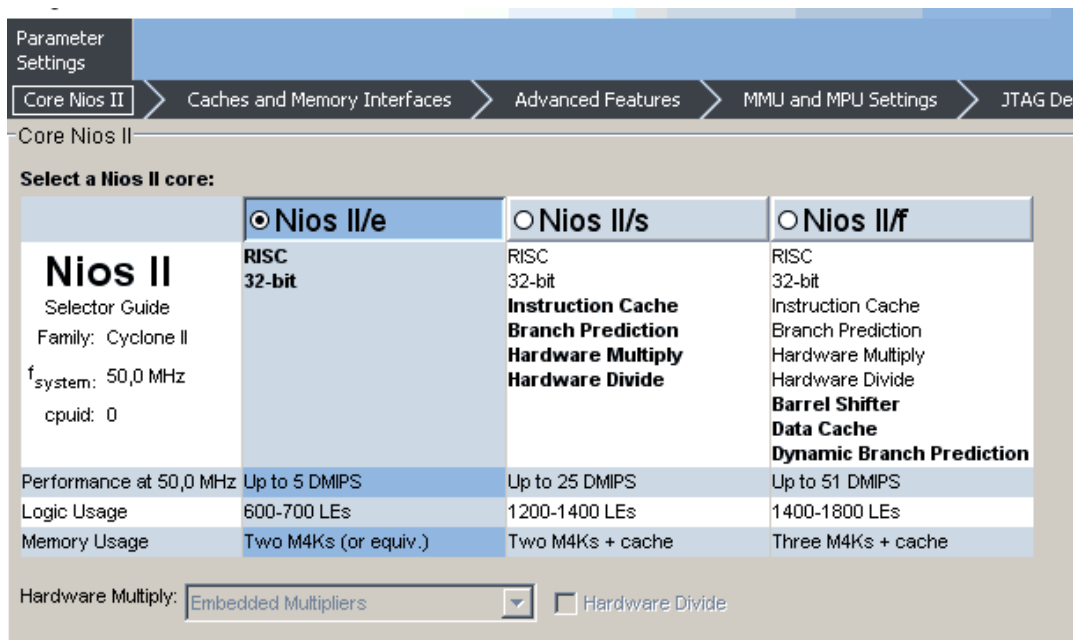 Parameter
Settings
Core Nios II
Caches and Memory Interfaces
Advanced Features
MMU and MPU Settings
JTAG De
Core Nios II
Select a Nios II core:
Nios II/e
Nios II/s
Nios II/f
Nios II
Selector Guide
Family: Cyclone II
fsystem: 50,0 MHz
cpuid: 0
RISC
32-bit
RISC
32-bit
Instruction Cache
Branch Prediction
Hardware Multiply
Hardware Divide
RISC
32-bit
Instruction Cache
Branch Prediction
Hardware Multiply
Hardware Divide
Barrel Shifter
Data Cache
Dynamic Branch Prediction
Performance at 50,0 MHz Up to 5 DMIPS Up to 25 DMIPS Up to 51 DMIPS
Logic Usage 600-700 LEs 1200-1400 LEs 1400-1800 LEs
Memory Usage Two M4Ks (or equiv.) Two M4Ks + cache Three M4Ks + cache
Hardware Multiply: Embedded Multipliers Hardware Divide